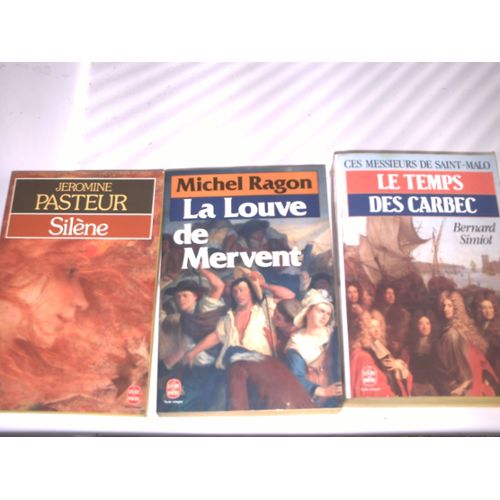 JEROMINE
PASTEUR
Silène
Michel Ragon
La Louve
de
Mervent
CES MESSIEURS DE SAINT-MALO
LE TEMPS
DES CARBEC
Bernard
Simiot